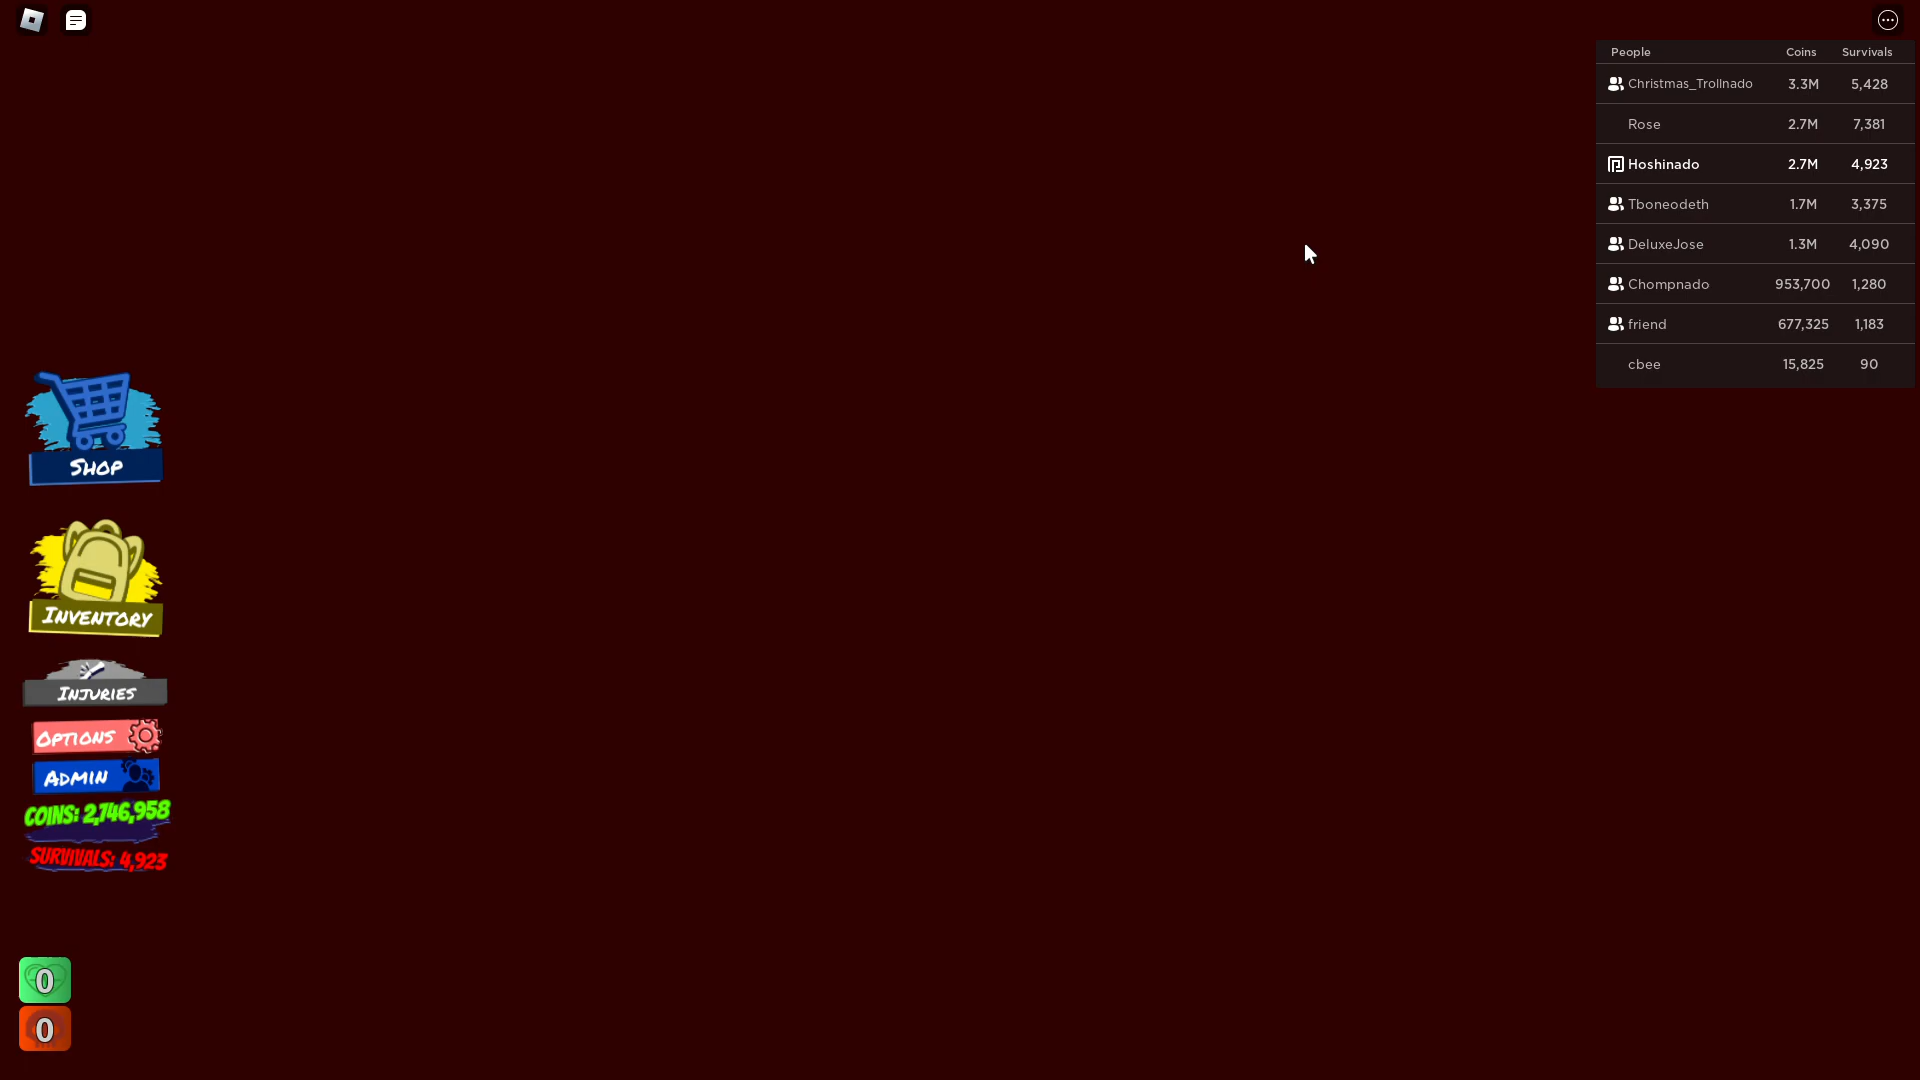 People Coins Survivals
Christmas_Trollnado 3.3M 5,428
Rose 2.7M 7,381
Hoshinado 2.7M 4,923
Tboneodeth 1.7M 3,375
DeluxeJose 1.3M 4,090
Chompnado 953,700 1,280
friend 677,325 1,183
cbee 15,825 90
Shop
Inventory
Injuries
Options
Admin
Coins: 2,746,958
Survivals: 4,923
0
0